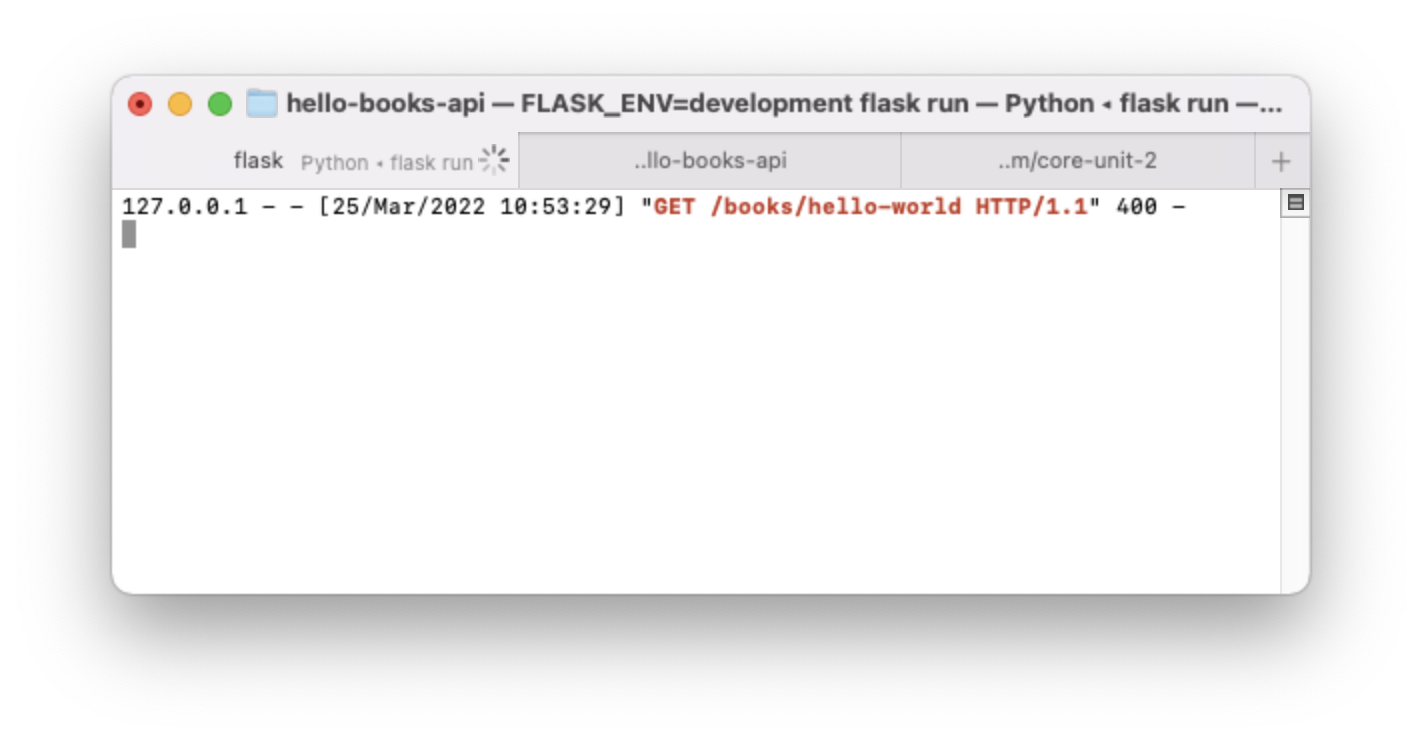 hello-books-api — FLASK_ENV=development flask run — Python ◂ flask run —...
flask Python ◂ flask run
..llo-books-api
..m/core-unit-2
+
127.0.0.1 - - [25/Mar/2022 10:53:29] "GET /books/hello-world HTTP/1.1" 400 -